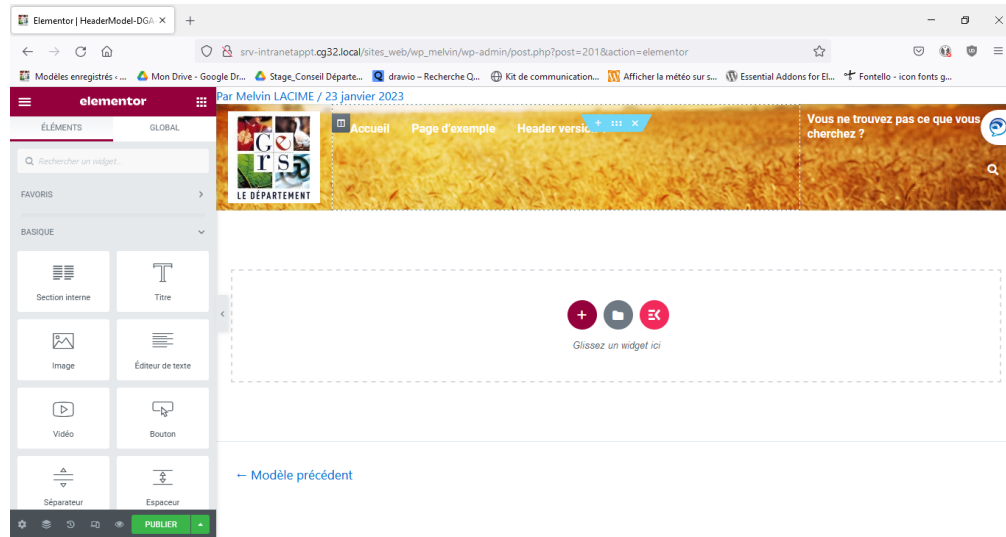 Elementor | HeaderModel-DGA-
srv-intranetappt.cg32.local/sites_web/wp_melvin/wp-admin/post.php?post=201&action=elementor
Modèles enregistrés ‹ ...
Mon Drive - Google Dr...
Stage_Conseil Départe...
drawio – Recherche Q...
Kit de communication...
Afficher la météo sur s...
Essential Addons for El...
Fontello - icon fonts g...
elementor
Par Melvin LACIME / 23 janvier 2023
ÉLÉMENTS
GLOBAL
Rechercher un widget...
FAVORIS
BASIQUE
Section interne
Titre
Image
Éditeur de texte
Vidéo
Bouton
Séparateur
Espaceur
PUBLIER
Gers
LE DÉPARTEMENT
Accueil
Page d'exemple
Header versio
Vous ne trouvez pas ce que vous
cherchez ?
Glissez un widget ici
← Modèle précédent